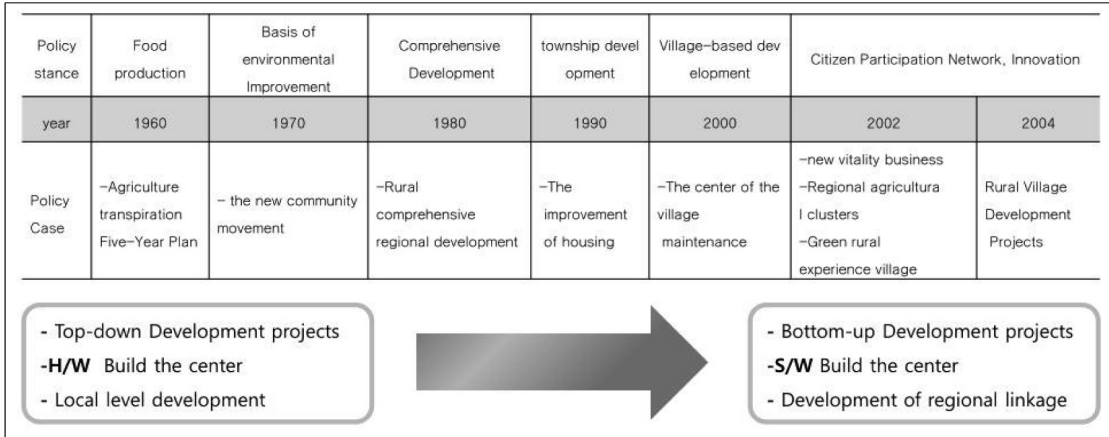 Policy
stance
Food
production
Basis of
environmental
Improvement
Comprehensive
Development
township devel
opment
Village-based dev
elopment
Citizen Participation Network, Innovation
year
1960
1970
1980
1990
2000
2002
2004
Policy
Case
-Agriculture
transpiration
Five-Year Plan
- the new community
movement
-Rural
comprehensive
regional development
-The
improvement
of housing
-The center of the
village
maintenance
-new vitality business
-Regional agricultura
l clusters
-Green rural
experience village
Rural Village
Development
Projects
- Top-down Development projects
-H/W Build the center
- Local level development
- Bottom-up Development projects
-S/W Build the center
- Development of regional linkage